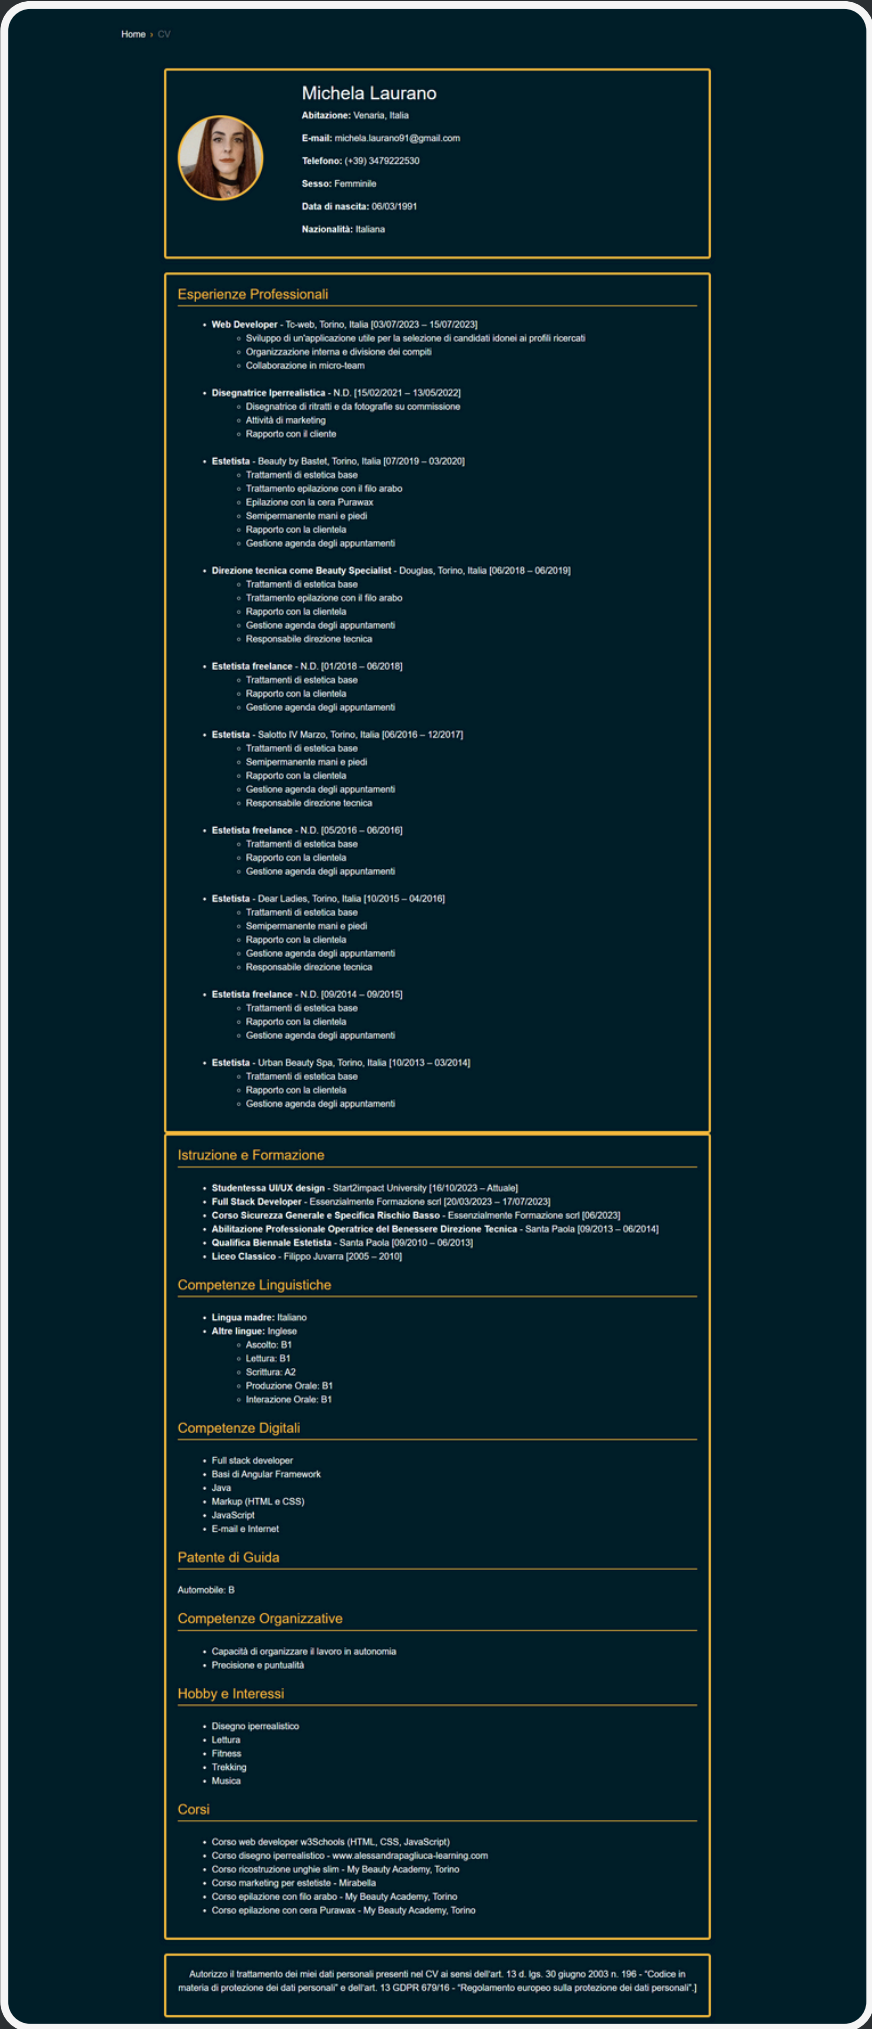 Home › CV
Michela Laurano
Abitazione: Venaria, Italia
E-mail: michela.laurano91@gmail.com
Telefono: (+39) 3479222530
Sesso: Femminile
Data di nascita: 06/03/1991
Nazionalità: Italiana
Esperienze Professionali
• Web Developer - To-web, Torino, Italia [03/07/2023 – 15/07/2023]
◦ Sviluppo di un'applicazione utile per la selezione di candidati idonei ai profili ricercati
◦ Organizzazione interna e divisione dei compiti
◦ Collaborazione in micro-team
• Disegnatrice Iperrealistica - N.D. [15/02/2021 – 13/05/2022]
◦ Disegnatrice di ritratti e da fotografie su commissione
◦ Attività di marketing
◦ Rapporto con il cliente
• Estetista - Beauty by Bastet, Torino, Italia [07/2019 – 03/2020]
◦ Trattamenti di estetica base
◦ Trattamento epilazione con il filo arabo
◦ Epilazione con la cera Purawax
◦ Semipermanente mani e piedi
◦ Rapporto con la clientela
◦ Gestione agenda degli appuntamenti
• Direzione tecnica come Beauty Specialist - Douglas, Torino, Italia [06/2018 – 06/2019]
◦ Trattamenti di estetica base
◦ Trattamento epilazione con il filo arabo
◦ Rapporto con la clientela
◦ Gestione agenda degli appuntamenti
◦ Responsabile direzione tecnica
• Estetista freelance - N.D. [01/2018 – 06/2018]
◦ Trattamenti di estetica base
◦ Rapporto con la clientela
◦ Gestione agenda degli appuntamenti
• Estetista - Salotto IV Marzo, Torino, Italia [06/2016 – 12/2017]
◦ Trattamenti di estetica base
◦ Semipermanente mani e piedi
◦ Rapporto con la clientela
◦ Gestione agenda degli appuntamenti
◦ Responsabile direzione tecnica
• Estetista freelance - N.D. [05/2016 – 06/2016]
◦ Trattamenti di estetica base
◦ Rapporto con la clientela
◦ Gestione agenda degli appuntamenti
• Estetista - Dear Ladies, Torino, Italia [10/2015 – 04/2016]
◦ Trattamenti di estetica base
◦ Semipermanente mani e piedi
◦ Rapporto con la clientela
◦ Gestione agenda degli appuntamenti
◦ Responsabile direzione tecnica
• Estetista freelance - N.D. [09/2014 – 09/2015]
◦ Trattamenti di estetica base
◦ Rapporto con la clientela
◦ Gestione agenda degli appuntamenti
• Estetista - Urban Beauty Spa, Torino, Italia [10/2013 – 03/2014]
◦ Trattamenti di estetica base
◦ Rapporto con la clientela
◦ Gestione agenda degli appuntamenti
Istruzione e Formazione
• Studentessa UI/UX design - Start2impact University [16/10/2023 – Attuale]
• Full Stack Developer - Essenzialmente Formazione scrl [20/03/2023 – 17/07/2023]
• Corso Sicurezza Generale e Specifica Rischio Basso - Essenzialmente Formazione scrl [06/2023]
• Abilitazione Professionale Operatrice del Benessere Direzione Tecnica - Santa Paola [09/2013 – 06/2014]
• Qualifica Biennale Estetista - Santa Paola [09/2010 – 06/2013]
• Liceo Classico - Filippo Juvarra [2005 – 2010]
Competenze Linguistiche
• Lingua madre: Italiano
• Altre lingue: Inglese
◦ Ascolto: B1
◦ Lettura: B1
◦ Scrittura: A2
◦ Produzione Orale: B1
◦ Interazione Orale: B1
Competenze Digitali
• Full stack developer
• Basi di Angular Framework
• Java
• Markup (HTML e CSS)
• JavaScript
• E-mail e Internet
Patente di Guida
Automobile: B
Competenze Organizzative
• Capacità di organizzare il lavoro in autonomia
• Precisione e puntualità
Hobby e Interessi
• Disegno iperrealistico
• Lettura
• Fitness
• Trekking
• Musica
Corsi
• Corso web developer w3Schools (HTML, CSS, JavaScript)
• Corso disegno iperrealistico - www.alessandrapagliuca-learning.com
• Corso ricostruzione unghie slim - My Beauty Academy, Torino
• Corso marketing per estetiste - Mirabella
• Corso epilazione con filo arabo - My Beauty Academy, Torino
• Corso epilazione con cera Purawax - My Beauty Academy, Torino
Autorizzo il trattamento dei miei dati personali presenti nel CV ai sensi dell'art. 13 d. lgs. 30 giugno 2003 n. 196 - "Codice in
materia di protezione dei dati personali" e dell'art. 13 GDPR 679/16 - "Regolamento europeo sulla protezione dei dati personali".]